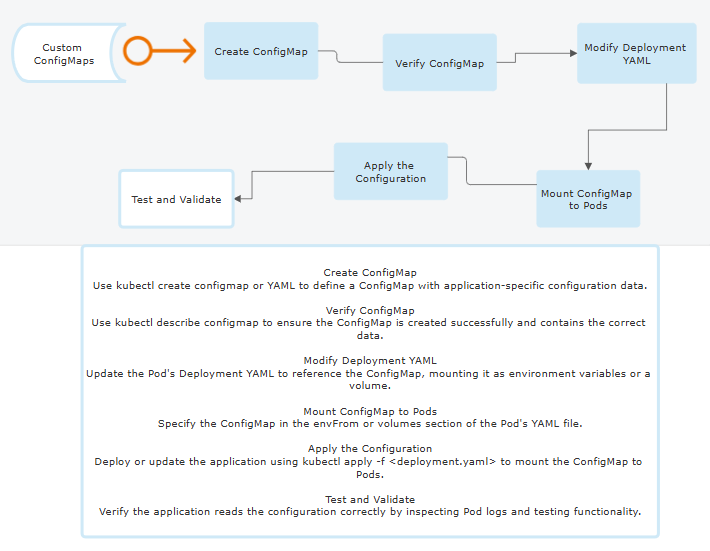 Custom
ConfigMaps
Create ConfigMap
Verify ConfigMap
Modify Deployment
YAML
Mount ConfigMap
to Pods
Apply the
Configuration
Test and Validate
Create ConfigMap
Use kubectl create configmap or YAML to define a ConfigMap with application-specific configuration data.
Verify ConfigMap
Use kubectl describe configmap to ensure the ConfigMap is created successfully and contains the correct
data.
Modify Deployment YAML
Update the Pod's Deployment YAML to reference the ConfigMap, mounting it as environment variables or a
volume.
Mount ConfigMap to Pods
Specify the ConfigMap in the envFrom or volumes section of the Pod's YAML file.
Apply the Configuration
Deploy or update the application using kubectl apply -f <deployment.yaml> to mount the ConfigMap to
Pods.
Test and Validate
Verify the application reads the configuration correctly by inspecting Pod logs and testing functionality.